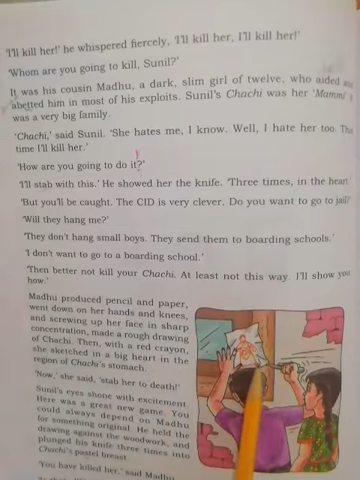 'I'll kill her!' he whispered fiercely, 'I'll kill her, I'll kill her!'
'Whom are you going to kill, Sunil?'
It was his cousin Madhu, a dark, slim girl of twelve, who aided and
abetted him in most of his exploits. Sunil's Chachi was her 'Mammi'
was a very big family.
'Chachi,' said Sunil. 'She hates me, I know. Well, I hate her too. This
time I'll kill her.'
'How are you going to do it?'
'I'll stab with this.' He showed her the knife. 'Three times, in the heart.'
'But you'll be caught. The CID is very clever. Do you want to go to jail?'
'Will they hang me?'
'They don't hang small boys. They send them to boarding schools.'
'I don't want to go to a boarding school.'
'Then better not kill your Chachi. At least not this way. I'll show you
how.'
Madhu produced pencil and paper,
went down on her hands and knees,
and screwing up her face in sharp
concentration, made a rough drawing
of Chachi. Then, with a red crayon,
she sketched in a big heart in the
region of Chachi's stomach.
'Now,' she said, 'stab her to death!'
Sunil's eyes shone with excitement.
Here was a great new game. You
could always depend on Madhu
for something original. He held the
drawing against the woodwork, and
plunged his knife three times into
Chachi's pastel breast.
'You have killed her,' said Madhu